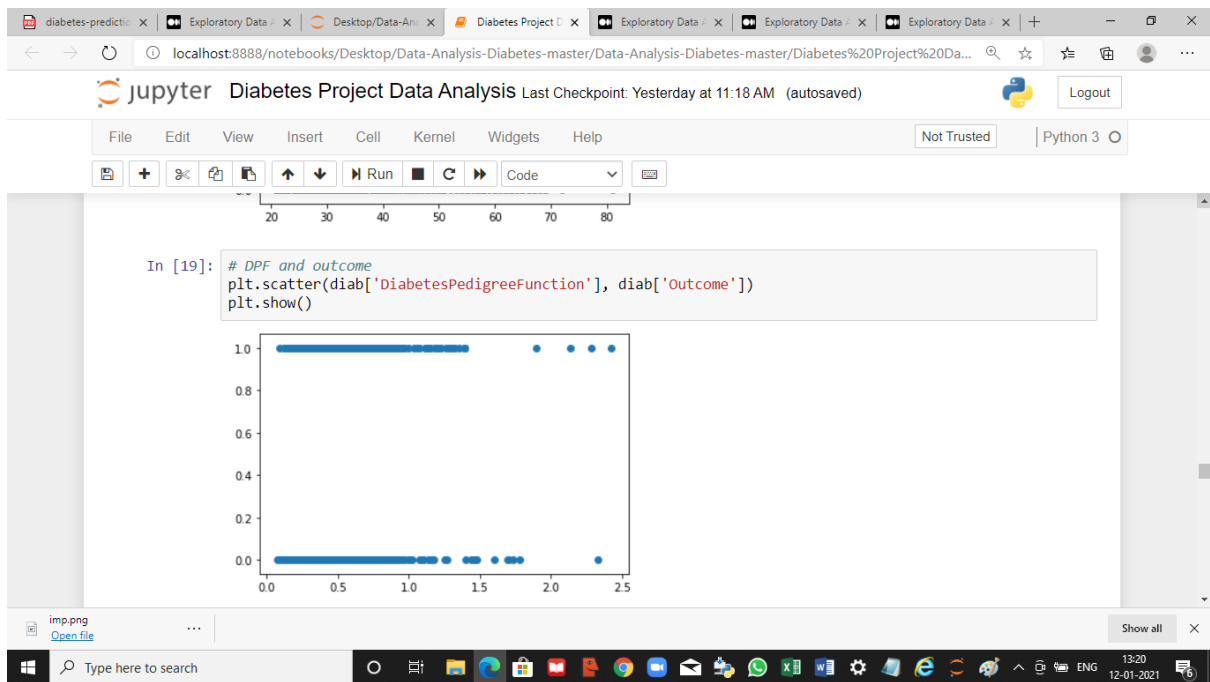 diabetes-predictio
Exploratory Data A
Desktop/Data-Ana
Diabetes Project D
Exploratory Data A
Exploratory Data A
Exploratory Data A
localhost:8888/notebooks/Desktop/Data-Analysis-Diabetes-master/Data-Analysis-Diabetes-master/Diabetes%20Project%20Da...
jupyter Diabetes Project Data Analysis Last Checkpoint: Yesterday at 11:18 AM (autosaved)
Logout
File Edit View Insert Cell Kernel Widgets Help
Not Trusted
Python 3
Run
Code
20 30 40 50 60 70 80
In [19]: # DPF and outcome
plt.scatter(diab['DiabetesPedigreeFunction'], diab['Outcome'])
plt.show()
1.0
0.8
0.6
0.4
0.2
0.0
0.0 0.5 1.0 1.5 2.0 2.5
imp.png
Open file
...
Show all
Type here to search
ENG
13:20
12-01-2021
6